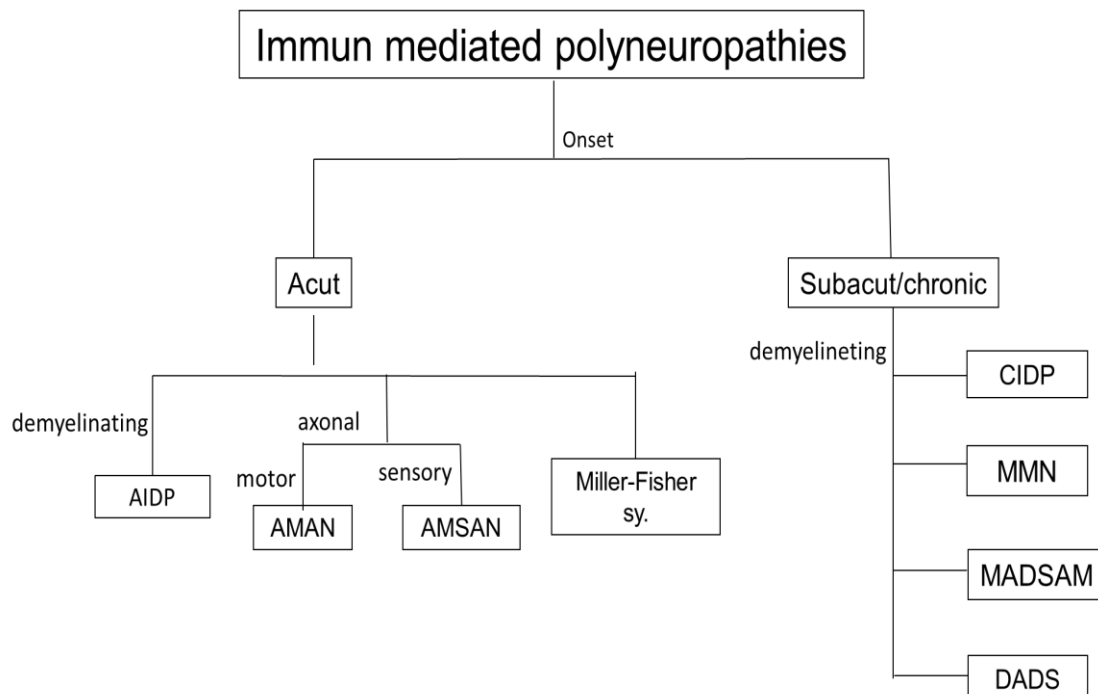 Immun mediated polyneuropathies
Onset
Acut
Subacut/chronic
demyelinating
axonal
motor
sensory
AIDP
AMAN
AMSAN
Miller-Fisher
sy.
demyelineting
CIDP
MMN
MADSAM
DADS